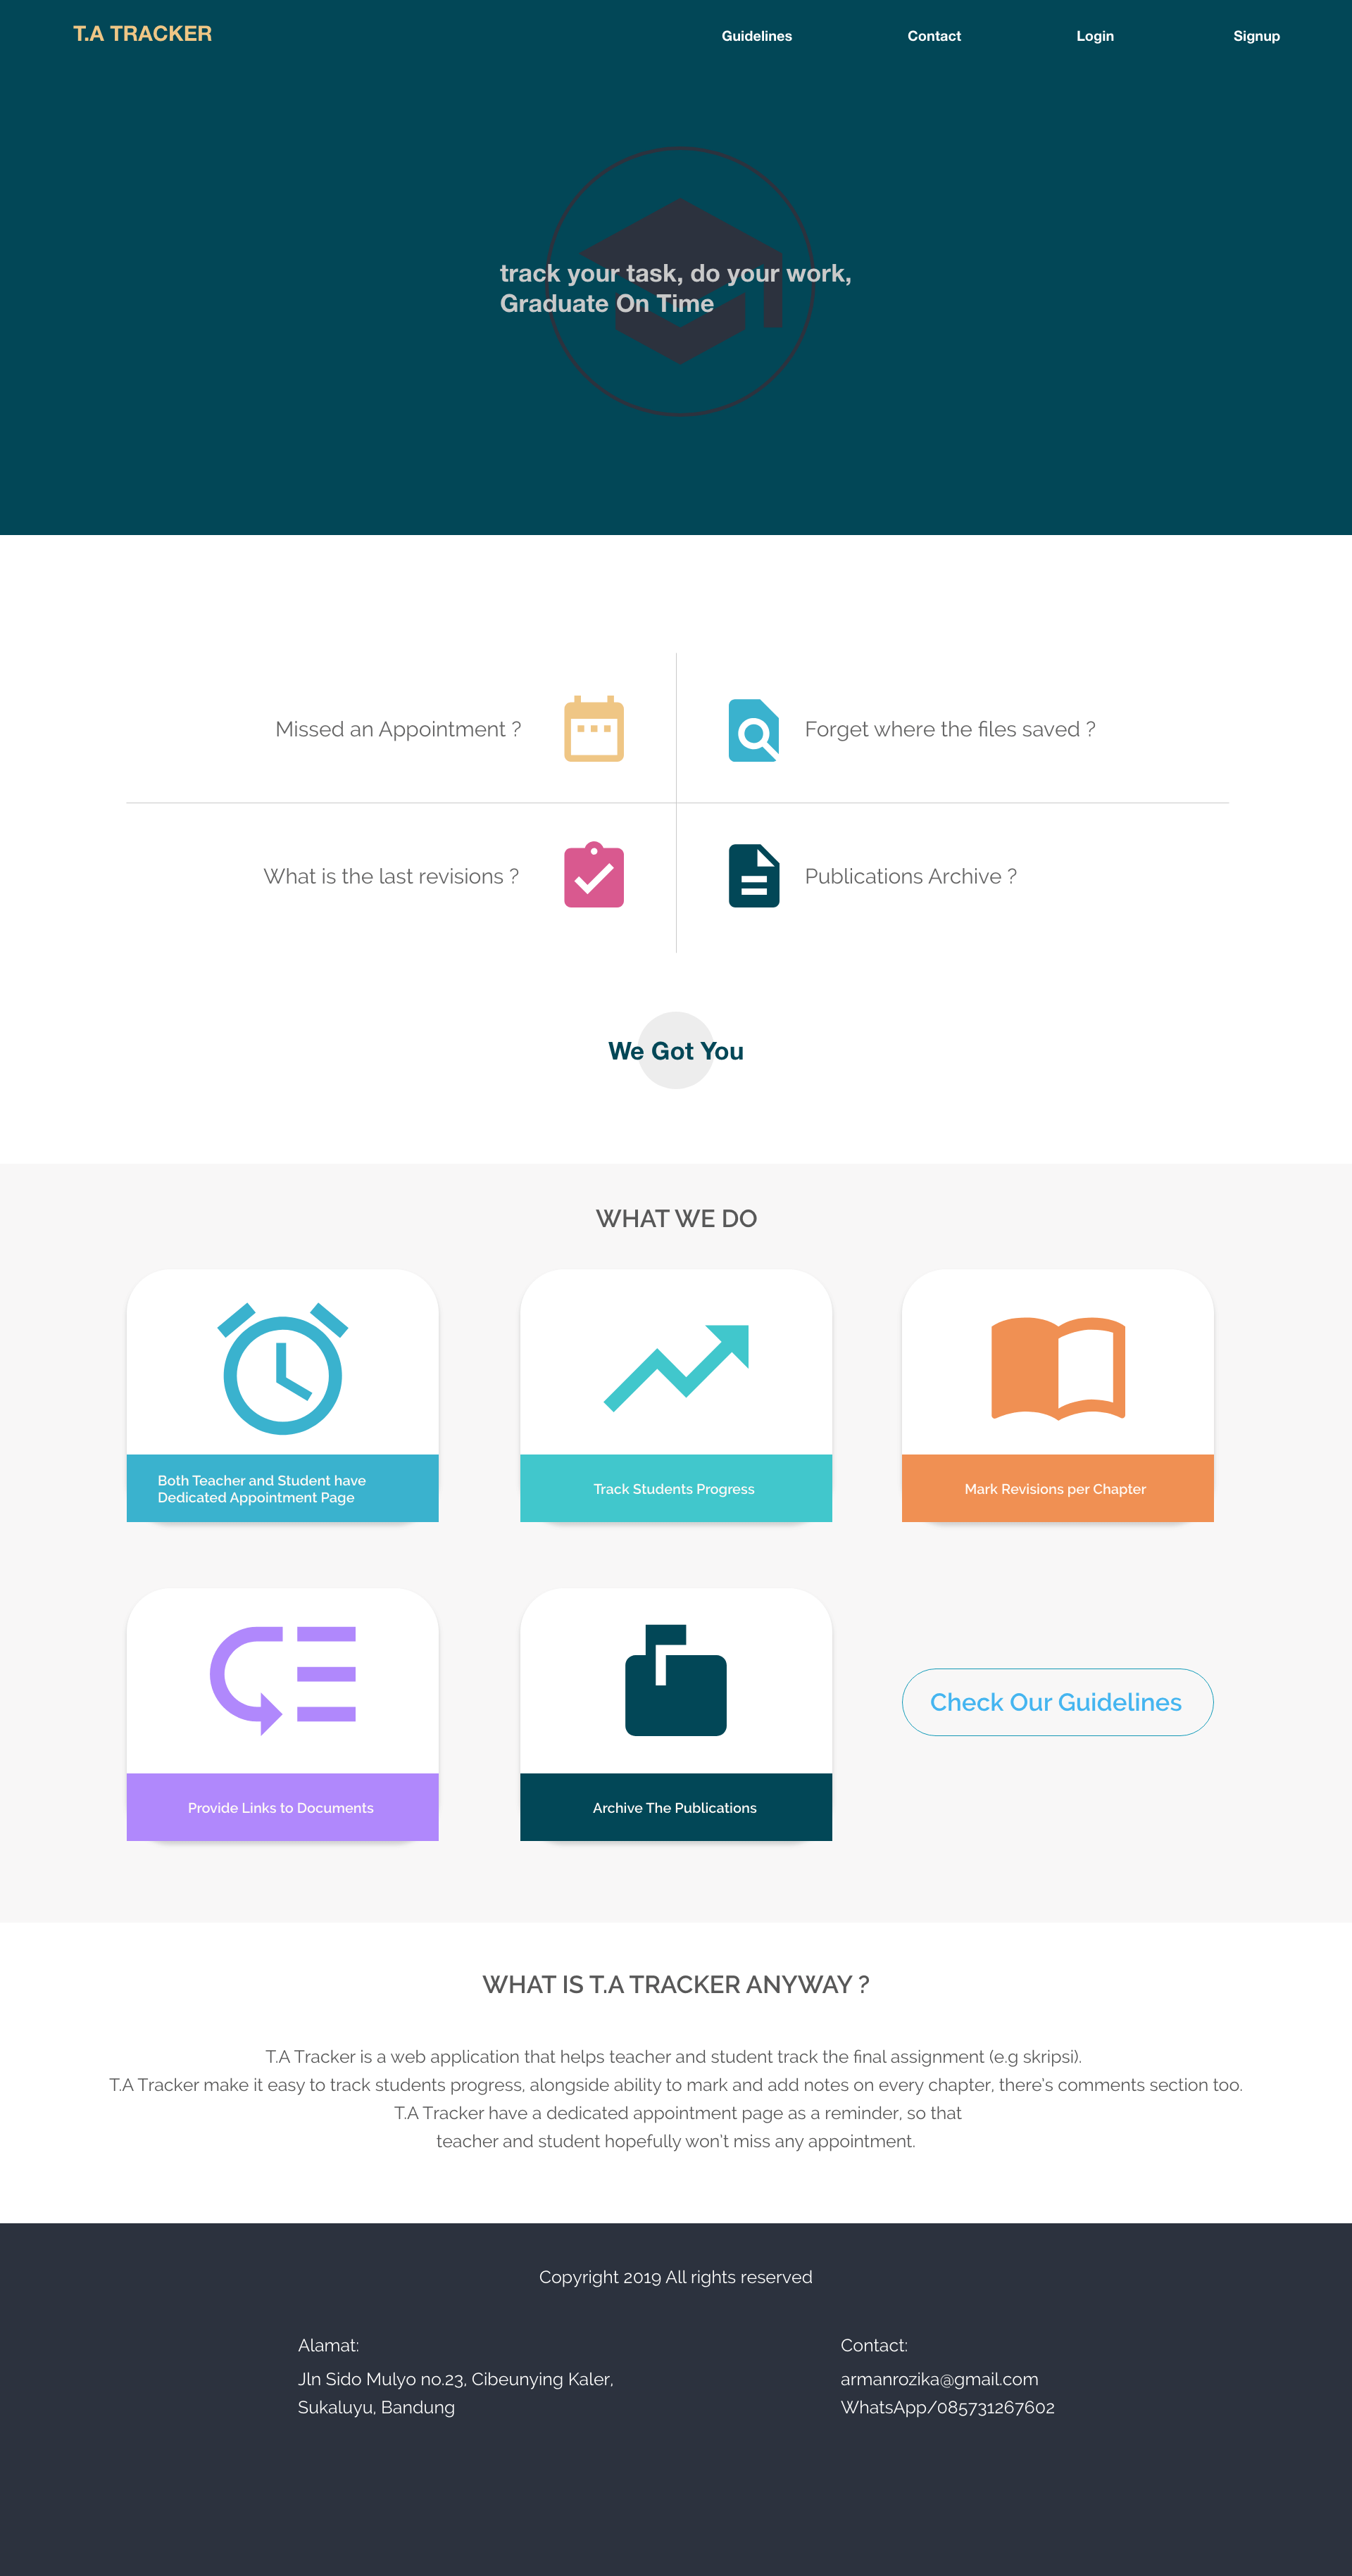 T.A TRACKER
Guidelines
Contact
Login
Signup
track your task, do your work,
Graduate On Time
Missed an Appointment ?
Forget where the files saved ?
What is the last revisions ?
Publications Archive ?
We Got You
WHAT WE DO
Both Teacher and Student have
Dedicated Appointment Page
Track Students Progress
Mark Revisions per Chapter
Provide Links to Documents
Archive The Publications
Check Our Guidelines
WHAT IS T.A TRACKER ANYWAY ?
T.A Tracker is a web application that helps teacher and student track the final assignment (e.g skripsi).
T.A Tracker make it easy to track students progress, alongside ability to mark and add notes on every chapter, there's comments section too.
T.A Tracker have a dedicated appointment page as a reminder, so that
teacher and student hopefully won't miss any appointment.
Copyright 2019 All rights reserved
Alamat:
Jln Sido Mulyo no.23, Cibeunying Kaler,
Sukaluyu, Bandung
Contact:
armanrozika@gmail.com
WhatsApp/085731267602